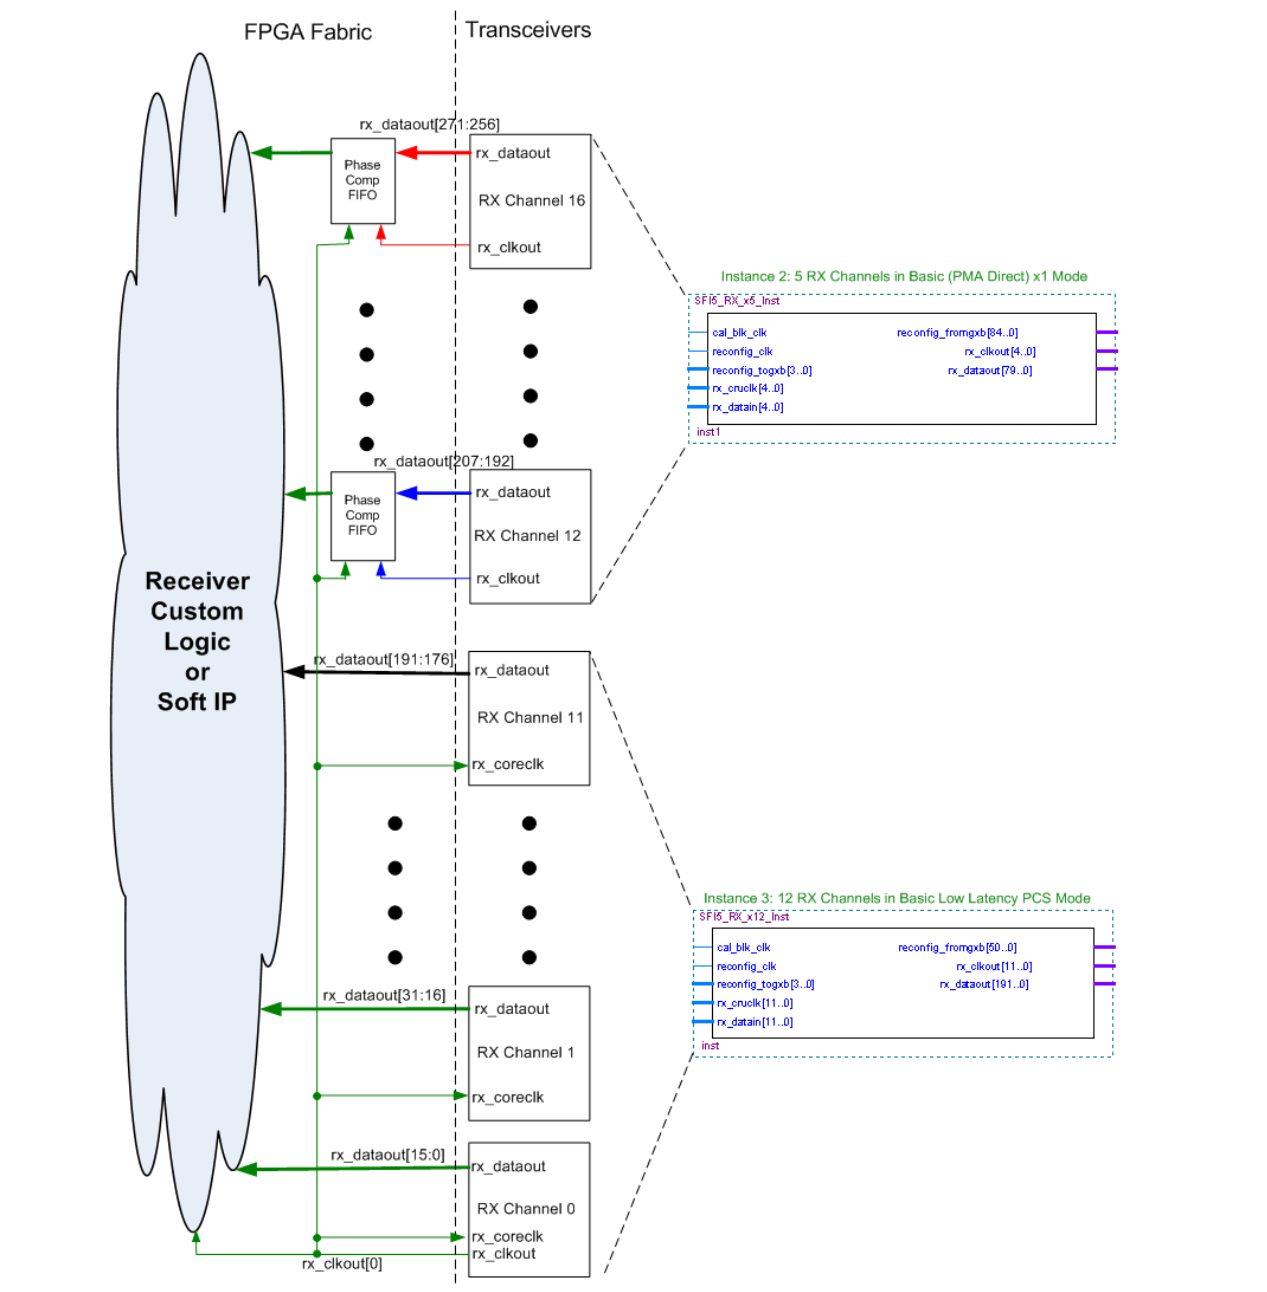 FPGA Fabric
Transceivers
rx_dataout[271:256]
rx_dataout
Phase
Comp
FIFO
RX Channel 16
rx_clkout
Instance 2: 5 RX Channels in Basic (PMA Direct) x1 Mode
SFI5_RX_x5_Inst
cal_blk_clk
reconfig_fromgxb[84..0]
reconfig_clk
rx_clkout[4..0]
reconfig_togxb[3..0]
rx_dataout[79..0]
rx_cruclk[4..0]
rx_datain[4..0]
inst1
rx_dataout[207:192]
rx_dataout
Phase
Comp
FIFO
RX Channel 12
rx_clkout
Receiver
Custom
Logic
or
Soft IP
rx_dataout[191:176]
rx_dataout
RX Channel 11
rx_coreclk
Instance 3: 12 RX Channels in Basic Low Latency PCS Mode
SFI5_RX_x12_Inst
cal_blk_clk
reconfig_fromgxb[50..0]
reconfig_clk
rx_clkout[11..0]
reconfig_togxb[3..0]
rx_dataout[191..0]
rx_cruclk[11..0]
rx_datain[11..0]
inst
rx_dataout[31:16]
rx_dataout
RX Channel 1
rx_coreclk
rx_dataout[15:0]
rx_dataout
RX Channel 0
rx_coreclk
rx_clkout
rx_clkout[0]